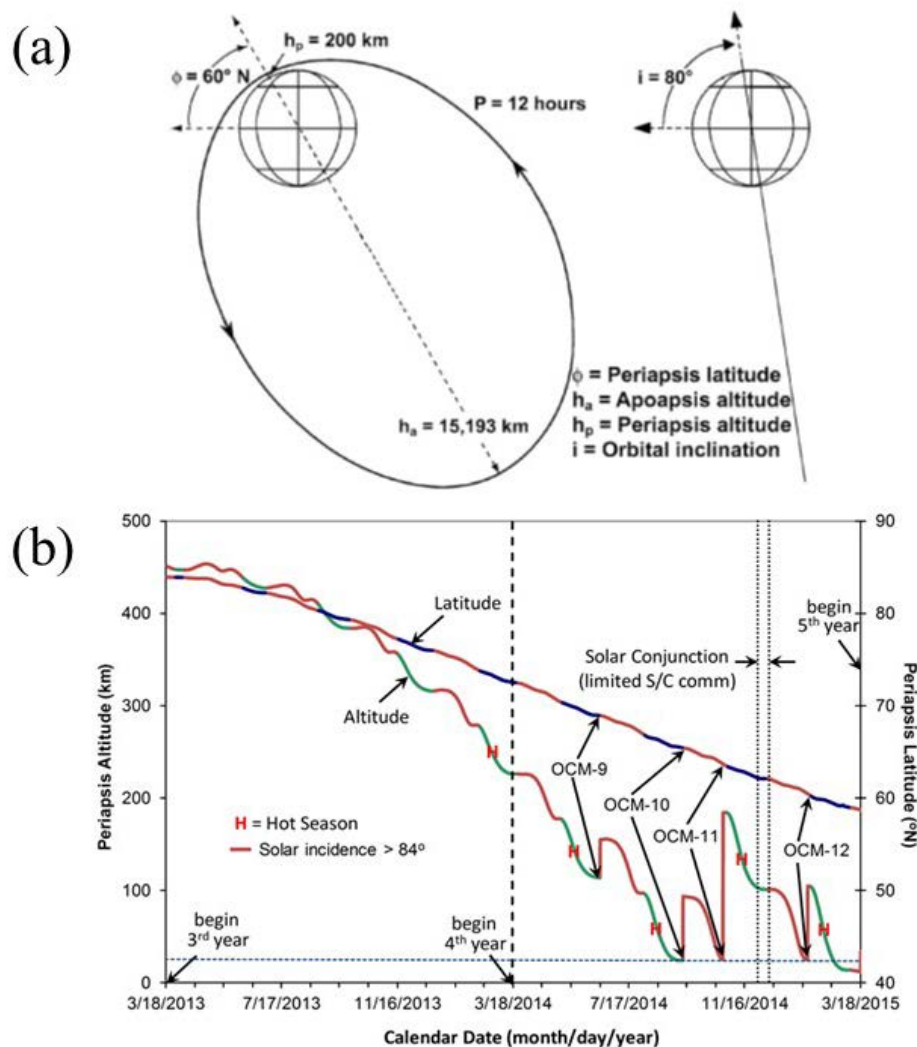 (a)
hp = 200 km
ϕ = 60° N
P = 12 hours
i = 80°
ha = 15,193 km
ϕ = Periapsis latitude
ha = Apoapsis altitude
hp = Periapsis altitude
i = Orbital inclination
(b)
500
400
300
200
100
0
Periapsis Altitude (km)
90
80
70
60
50
40
Periapsis Latitude (°N)
Latitude
Altitude
Solar Conjunction
(limited S/C comm)
begin
5th year
OCM-9
OCM-10
OCM-11
OCM-12
H
H
H
H
H
H = Hot Season
Solar incidence > 84°
begin
3rd year
begin
4th year
3/18/2013
7/17/2013
11/16/2013
3/18/2014
7/17/2014
11/16/2014
3/18/2015
Calendar Date (month/day/year)